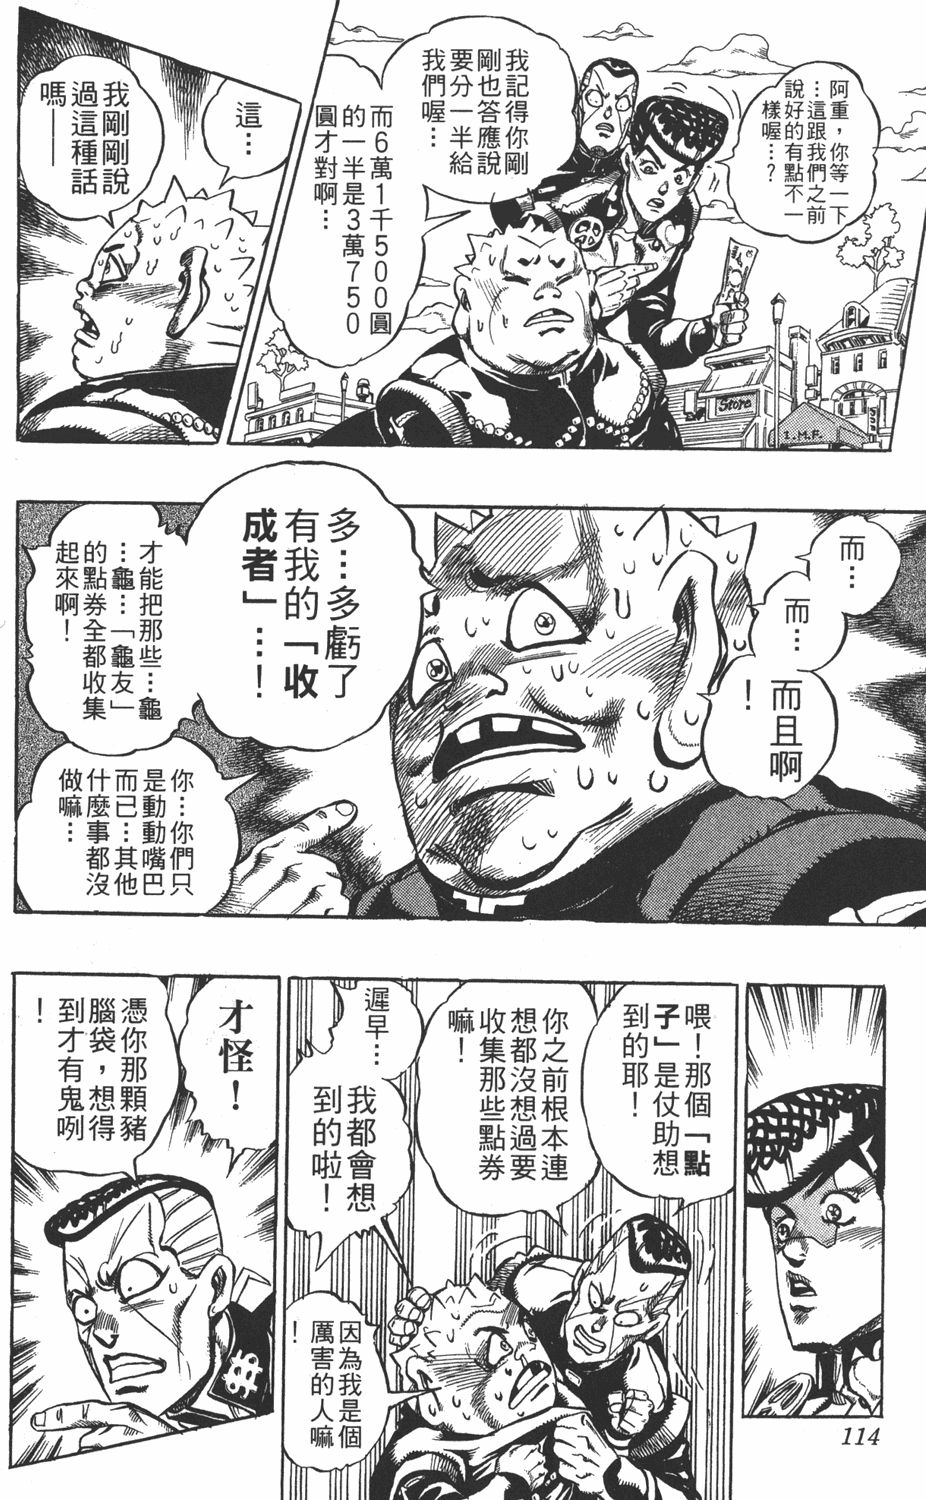 阿重，你等一下
…這跟我們之前
說好的有點不一
樣喔…?
我記得你剛
剛也答應說
要分一半給
我們喔…
而6萬1千500圓
的一半是3萬750
圓才對啊…
Store
I.M.F.
這…
我剛剛說
過這種話
嗎——
而…
而…
而且啊
！
多…多虧了
有我的「收
成者」…！
才能把那些…龜
…龜…「龜友」
的點券全都收集
起來啊！
你…你們只
是動動嘴巴
而已…其他
什麼事都沒
做嘛…
喂！那個「點
子」是仗助想
到的耶！
你之前根本連
想都沒想過要
收集那些點券
嘛！
遲早…
我都會想
到的啦！
因為我是個
厲害的人嘛
！
才怪！
憑你那顆豬
腦袋，想得
到才有鬼咧
！
114